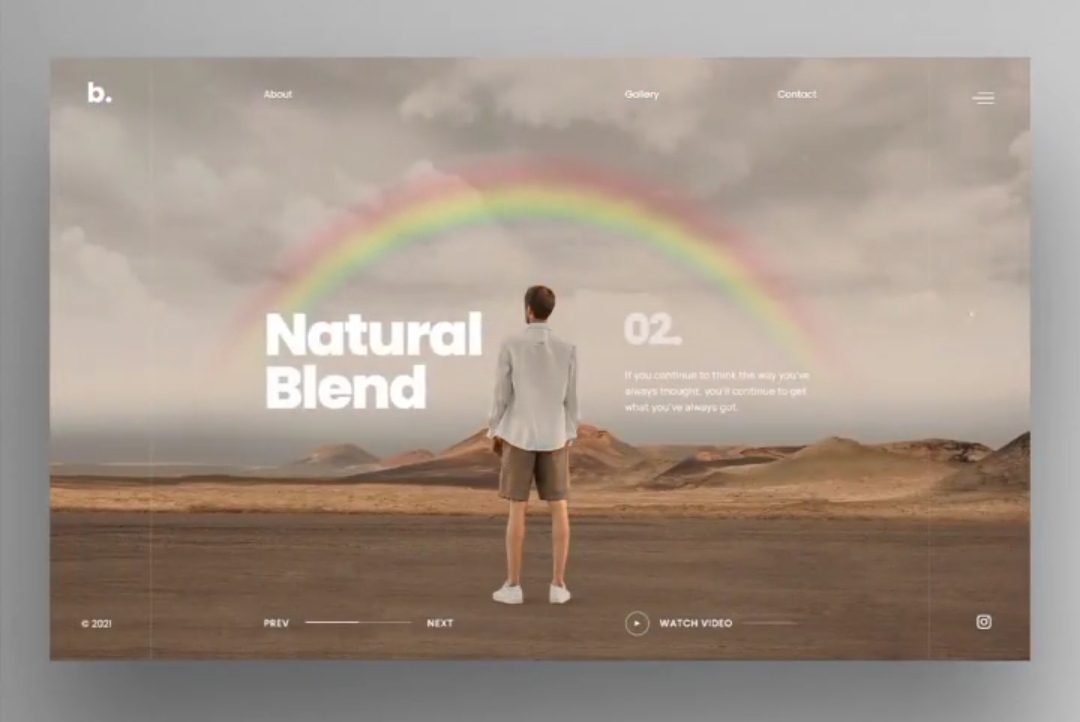 b.
About
Gallery
Contact
Natural
Blend
02.
If you continue to think the way you've
always thought, you'll continue to get
what you've always got.
© 2021
PREV
NEXT
WATCH VIDEO